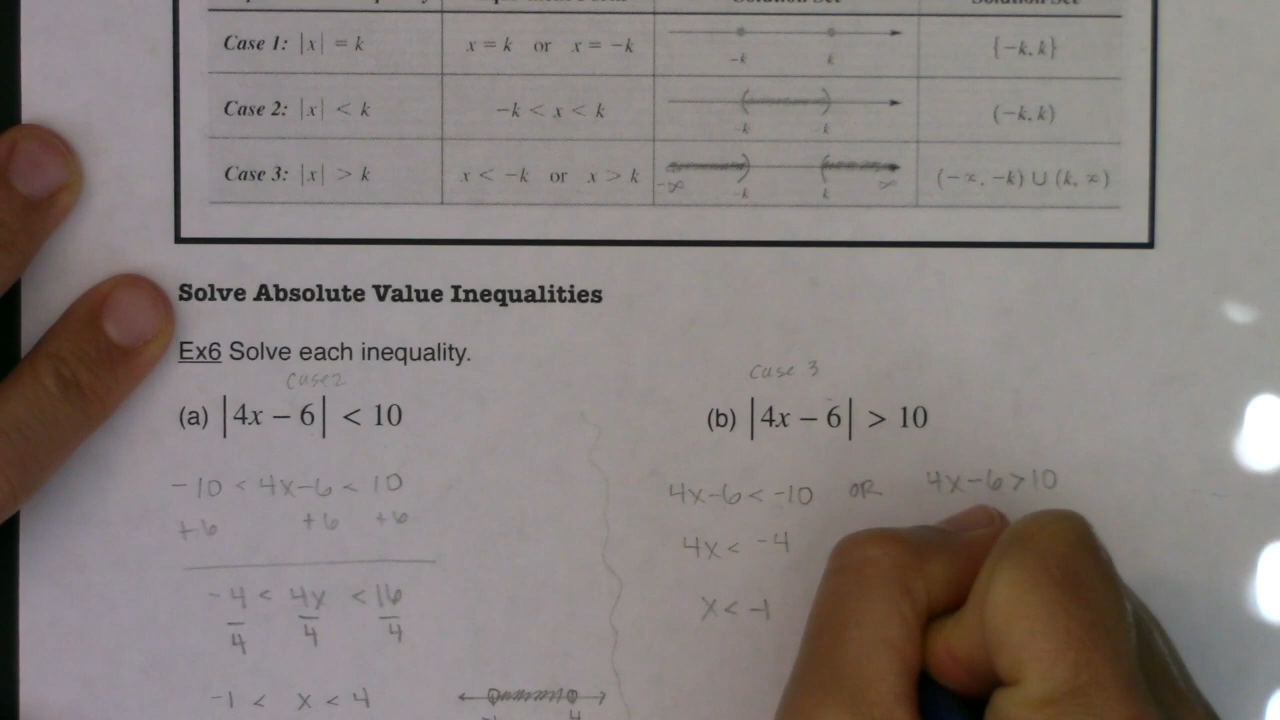 Case 1: |x| = k x = k or x = −k -k k {−k, k}
Case 2: |x| < k −k < x < k -k k (−k, k)
Case 3: |x| > k x < −k or x > k -∞ -k k ∞ (−∞, −k) ∪ (k, ∞)
Solve Absolute Value Inequalities
Ex6 Solve each inequality.
case 2
(a) |4x − 6| < 10
-10 < 4x-6 < 10
+6 +6 +6
-4 < 4x < 16
4 4 4
-1 < x < 4
4
case 3
(b) |4x − 6| > 10
4x-6 < -10 OR 4x-6 > 10
4x < -4
x < -1